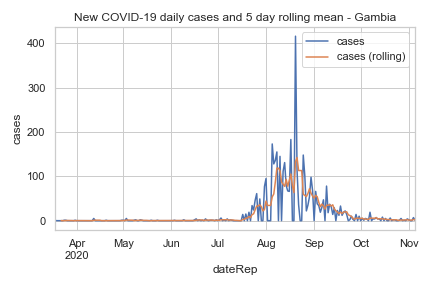 New COVID-19 daily cases and 5 day rolling mean - Gambia
cases
cases (rolling)
400
300
200
100
0
cases
Apr May Jun Jul Aug Sep Oct Nov
2020
dateRep